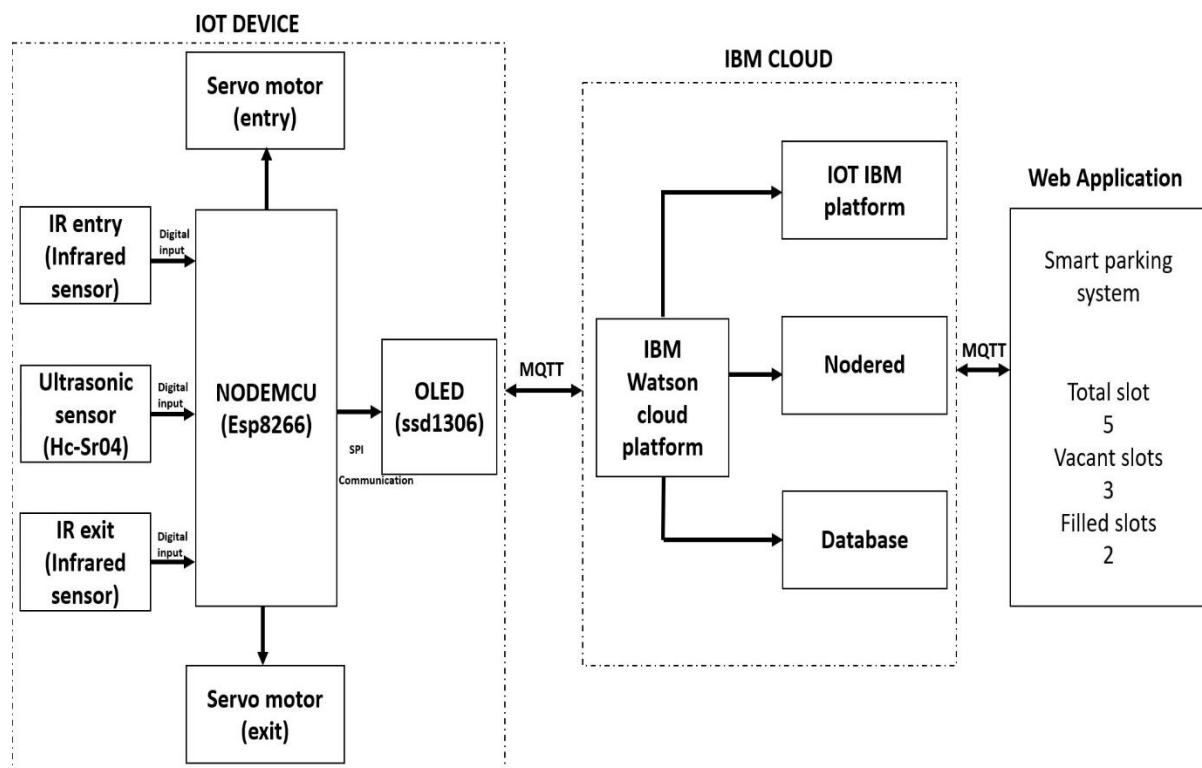 IOT DEVICE
Servo motor
(entry)
IR entry
(Infrared
sensor)
Digital
input
Ultrasonic
sensor
(Hc-Sr04)
Digital
input
IR exit
(Infrared
sensor)
Digital
input
NODEMCU
(Esp8266)
SPI
Communication
OLED
(ssd1306)
Servo motor
(exit)
MQTT
IBM CLOUD
IBM
Watson
cloud
platform
IOT IBM
platform
Nodered
Database
MQTT
Web Application
Smart parking
system
Total slot
5
Vacant slots
3
Filled slots
2